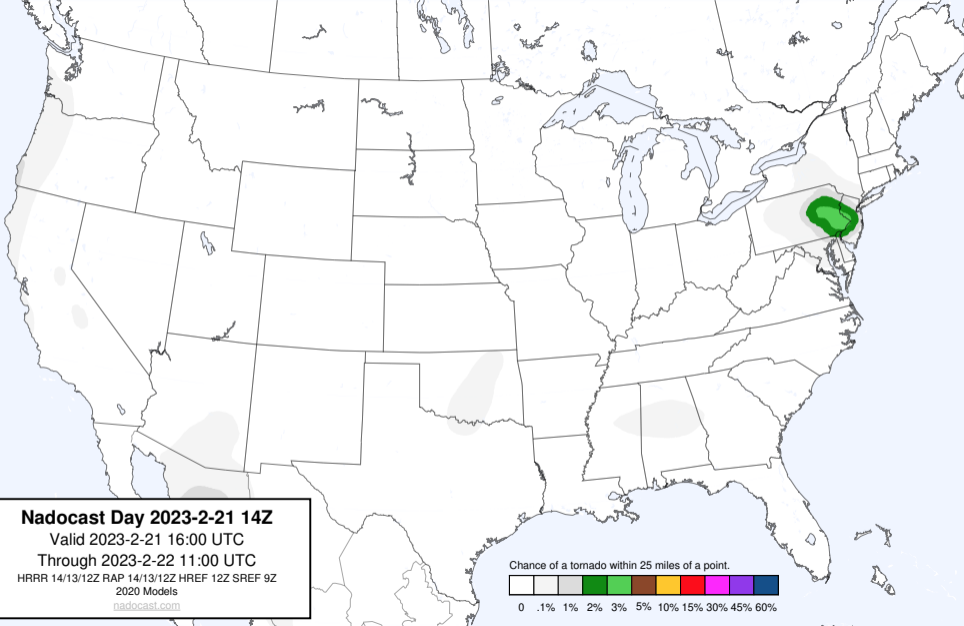 Nadocast Day 2023-2-21 14Z
Valid 2023-2-21 16:00 UTC
Through 2023-2-22 11:00 UTC
HRRR 14/13/12Z RAP 14/13/12Z HREF 12Z SREF 9Z
2020 Models
nadocast.com
Chance of a tornado within 25 miles of a point.
0 .1% 1% 2% 3% 5% 10% 15% 30% 45% 60%